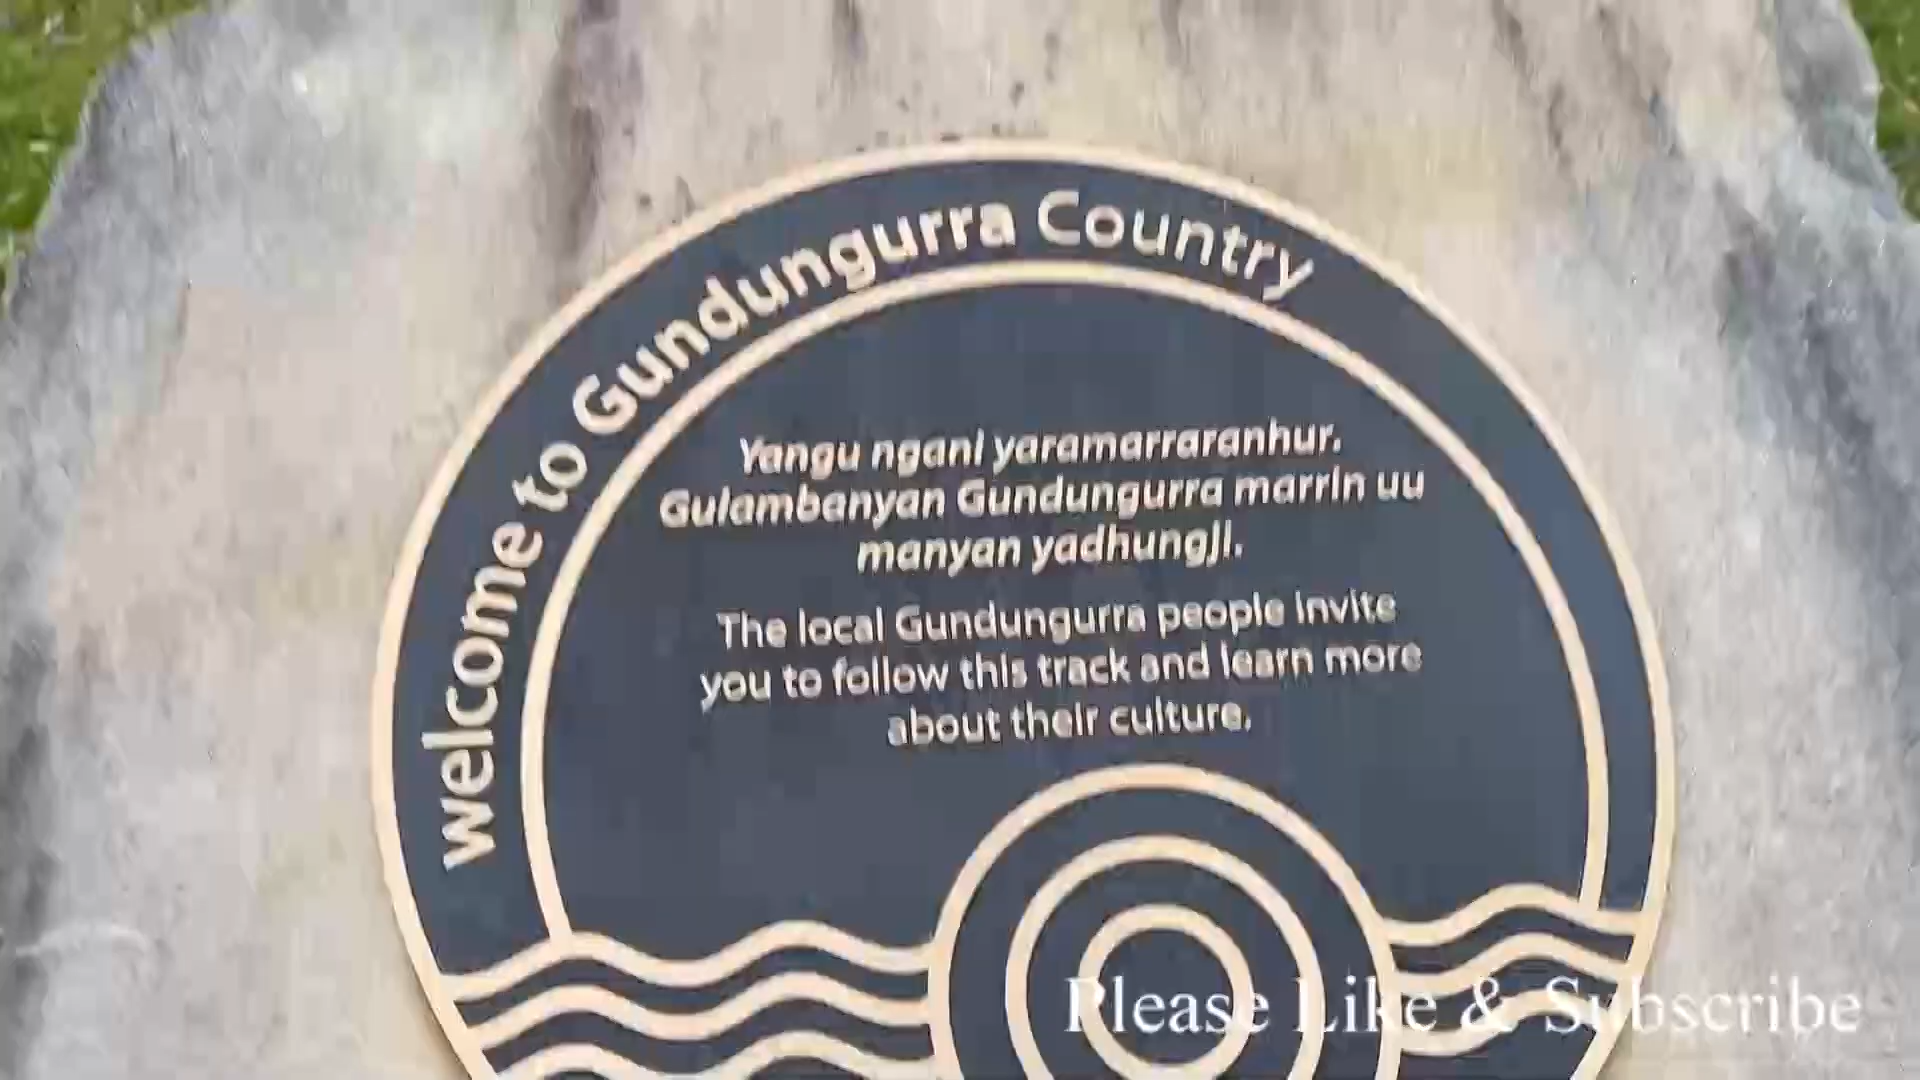 welcome to Gundungurra Country
Yangu ngani yaramarraranhur.
Gulambanyan Gundungurra marrin uu
manyan yadhungji.
The local Gundungurra people invite
you to follow this track and learn more
about their culture.
Please Like & Subscribe